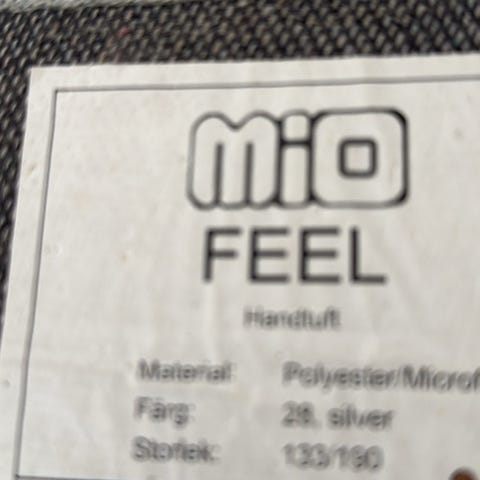 mio
FEEL
Handtuft
Material: Polyester/Microf
Färg: 28, silver
Storlek: 133/190